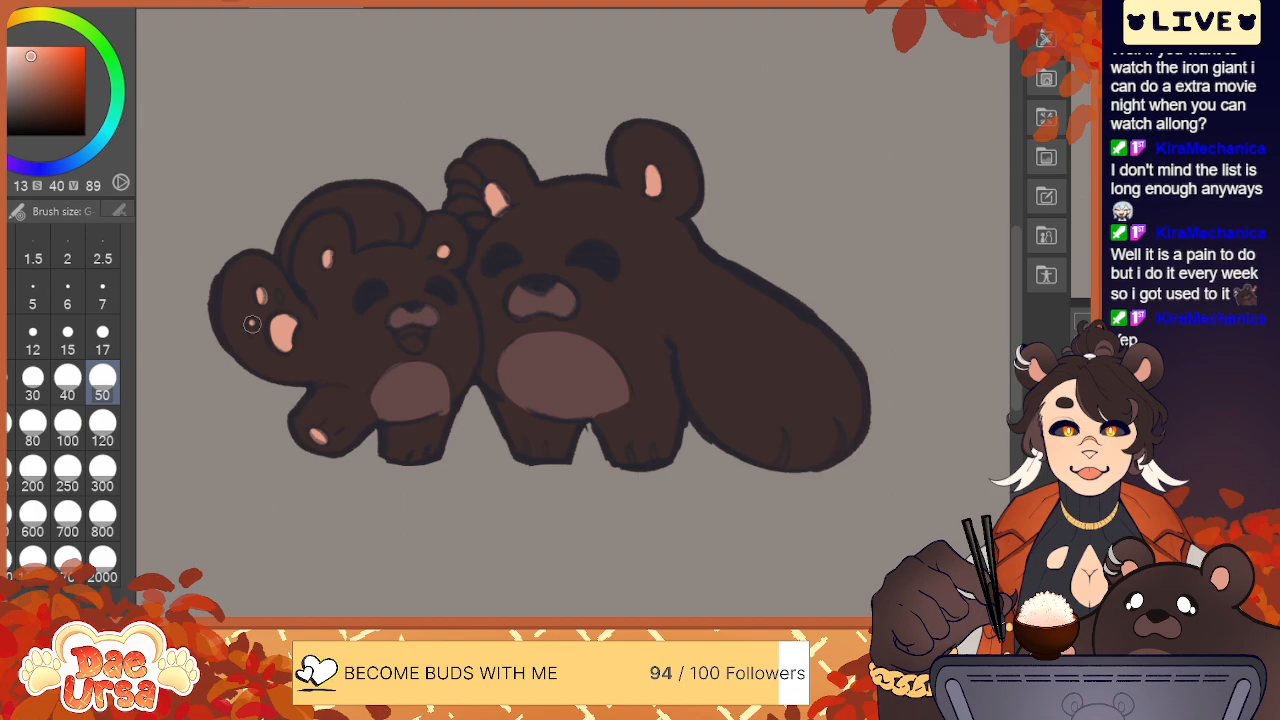 LIVE
watch the iron giant i
can do a extra movie
night when you can
watch allong?
KiraMechanica
I don't mind the list is
long enough anyways
KiraMechanica
Well it is a pain to do
but i do it every week
so i got used to it
KiraMechanica
Yep
13 S 40 V 89
Brush size: G
1.5 2 2.5
5 6 7
12 15 17
30 40 50
80 100 120
200 250 300
600 700 800
2000
Dae
Ursa
BECOME BUDS WITH ME 94 / 100 Followers